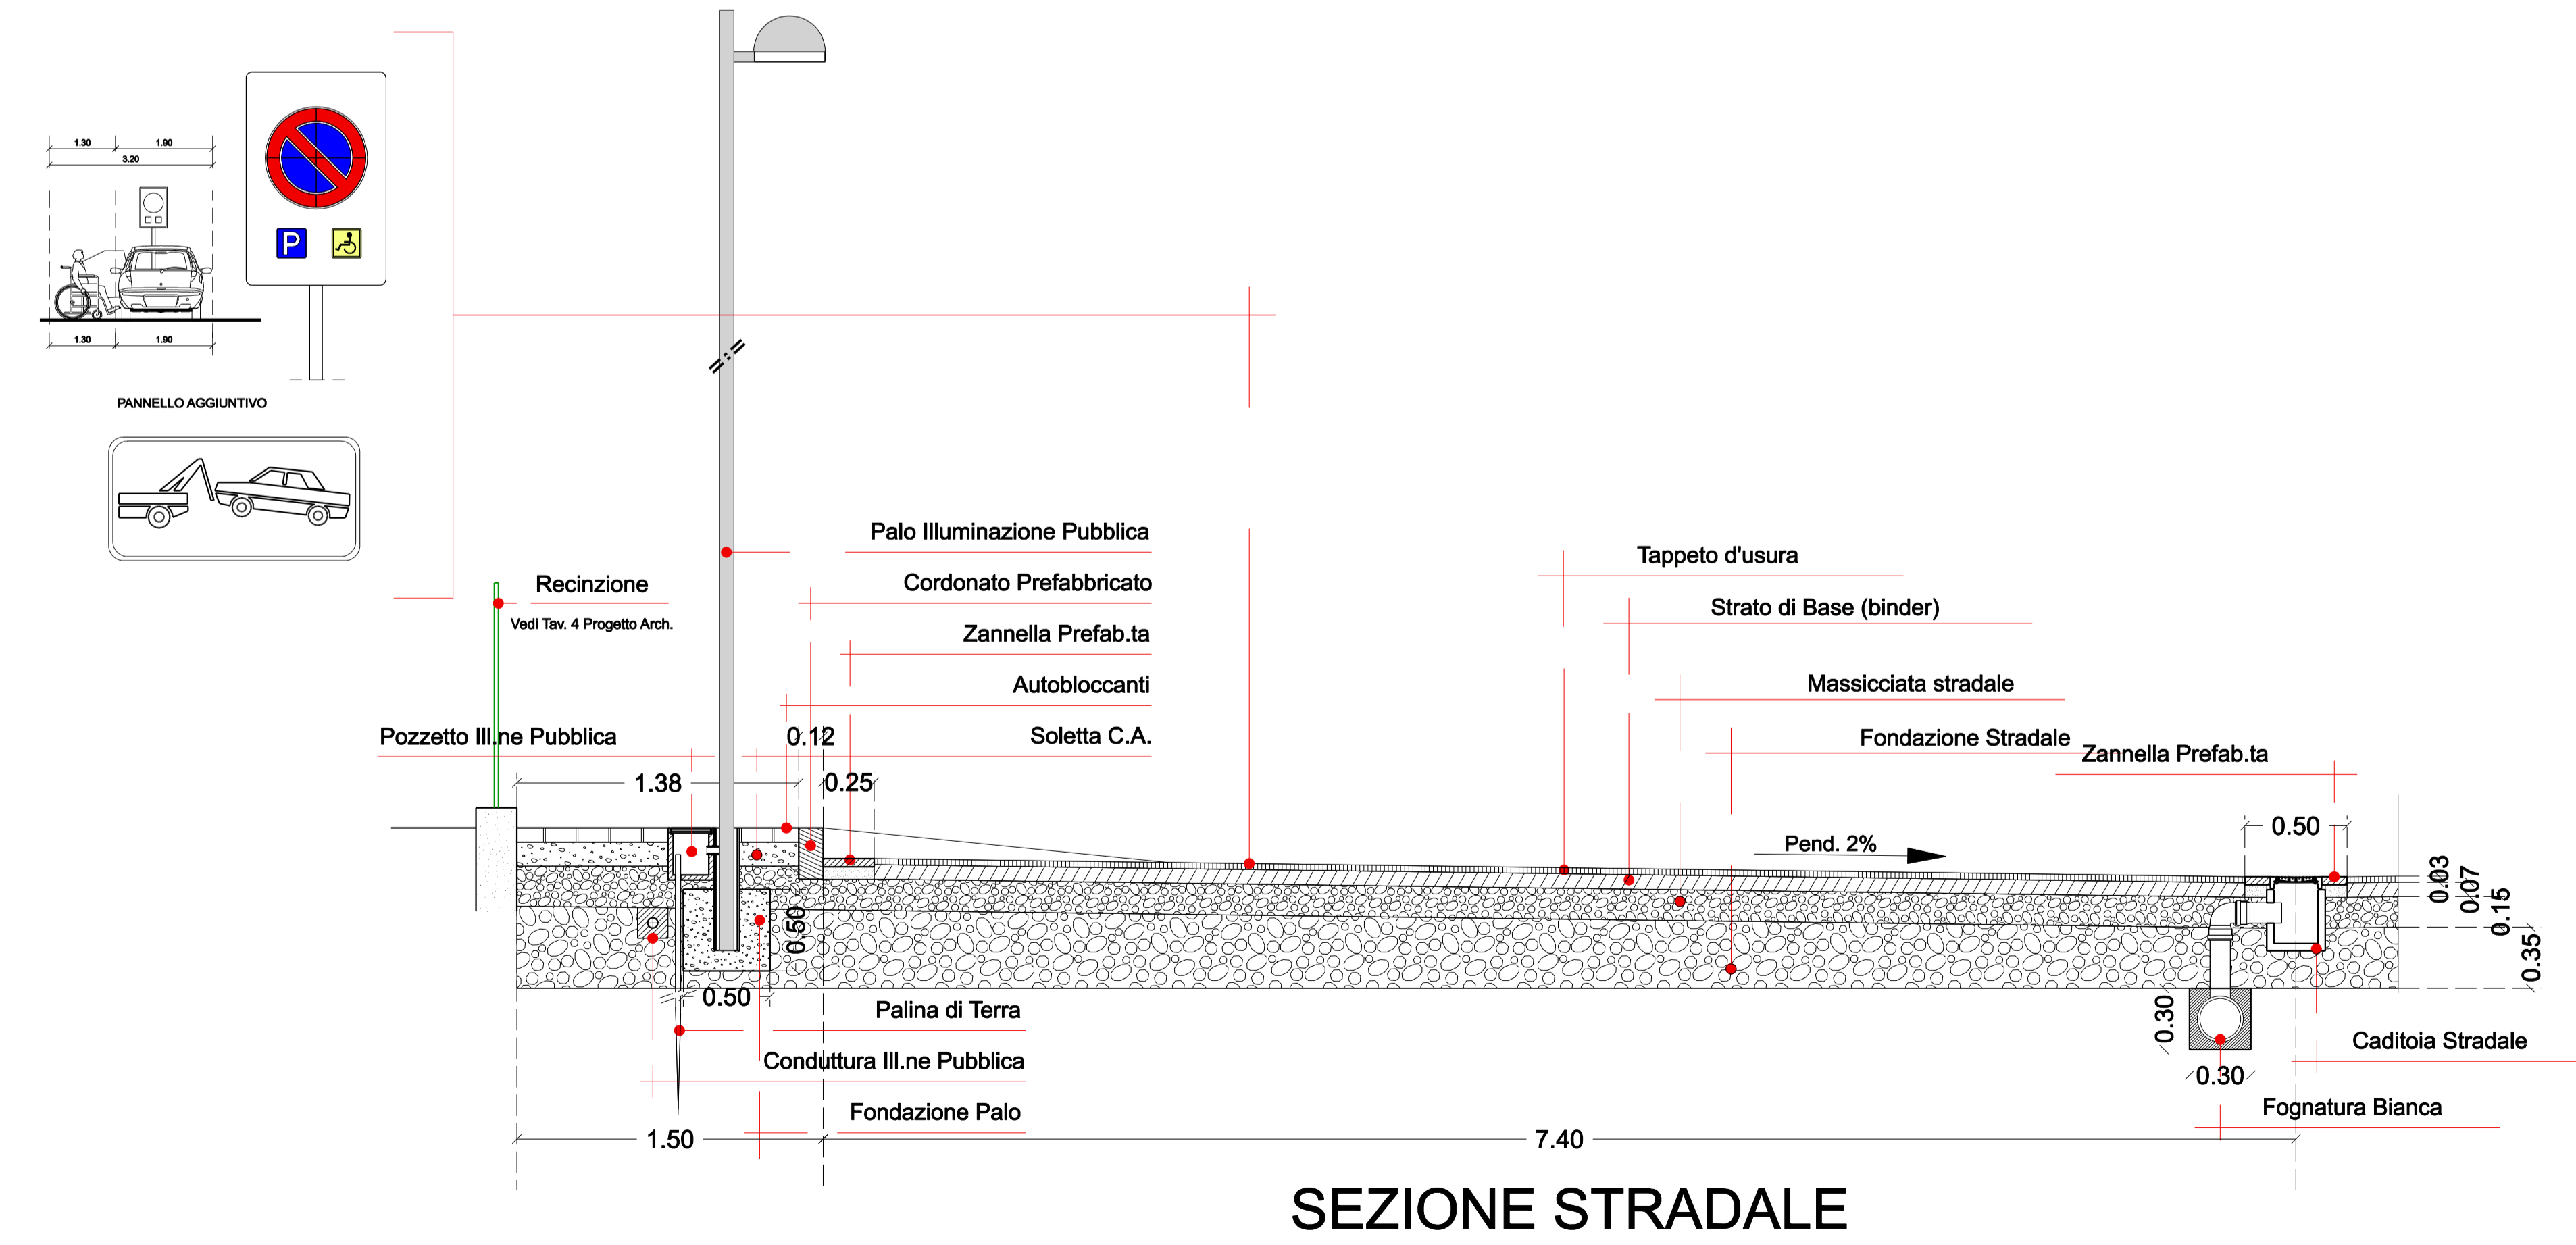 1.30 1.90
3.20
P
1.30 1.90
PANNELLO AGGIUNTIVO
Recinzione
Vedi Tav. 4 Progetto Arch.
Pozzetto Ill.ne Pubblica
Palo Illuminazione Pubblica
Cordonato Prefabbricato
Zannella Prefab.ta
Autobloccanti
Soletta C.A.
0.12
1.38
0.25
Tappeto d'usura
Strato di Base (binder)
Massicciata stradale
Fondazione Stradale
Zannella Prefab.ta
Pend. 2%
0.50
0.03
0.07
0.15
0.35
0.50
0.50
Palina di Terra
Conduttura Ill.ne Pubblica
Fondazione Palo
0.30
0.30
Caditoia Stradale
Fognatura Bianca
1.50
7.40
SEZIONE STRADALE